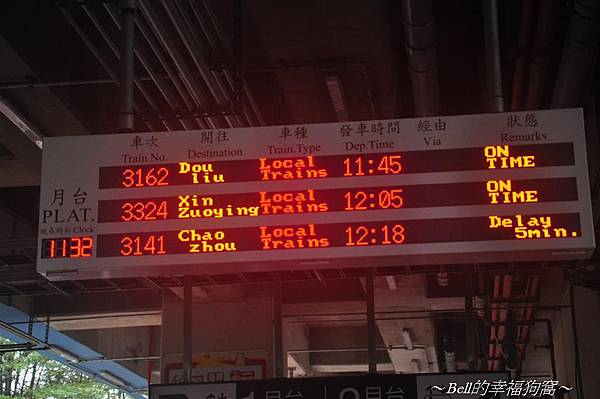 車次 開往 車種 發車時間 經由 狀態
Train No. Destination Train.Type Dep.Time Via Remarks
月台
PLAT.
現在時刻 Clock
11:32
3162 Dou liu Local Trains 11:45 ON TIME
3324 Xin Zuoying Local Trains 12:05 ON TIME
3141 Chao zhou Local Trains 12:18 Delay 5min.
～Bell的幸福狗窩～